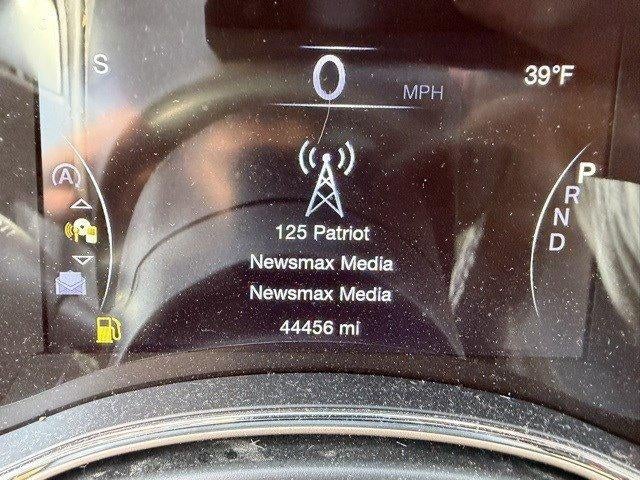 S
0
MPH
39°F
A
P
R
N
D
125 Patriot
Newsmax Media
Newsmax Media
44456 mi